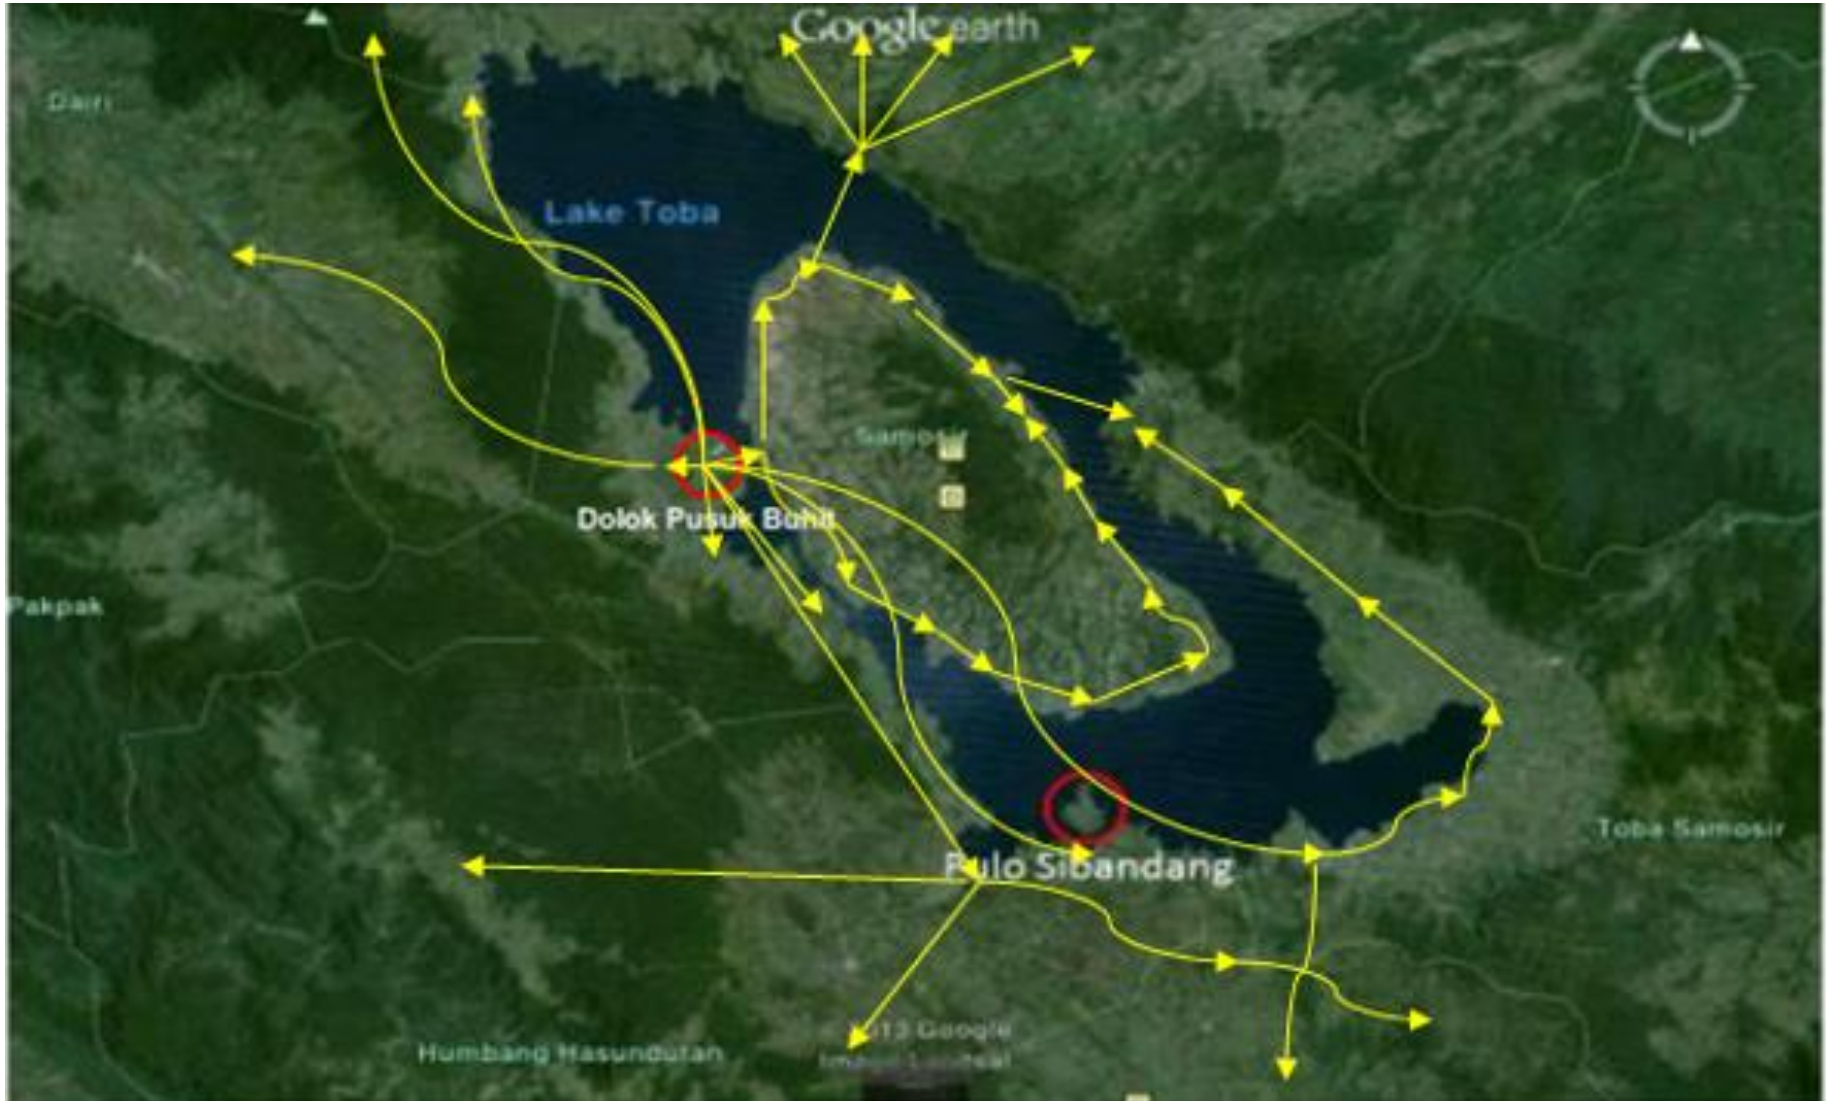 Google earth
Dairi
Lake Toba
Samosir
Dolok Pusuk Buhit
Pakpak
Toba Samosir
Pulo Sibandang
2013 Google
Humbang Hasundutan